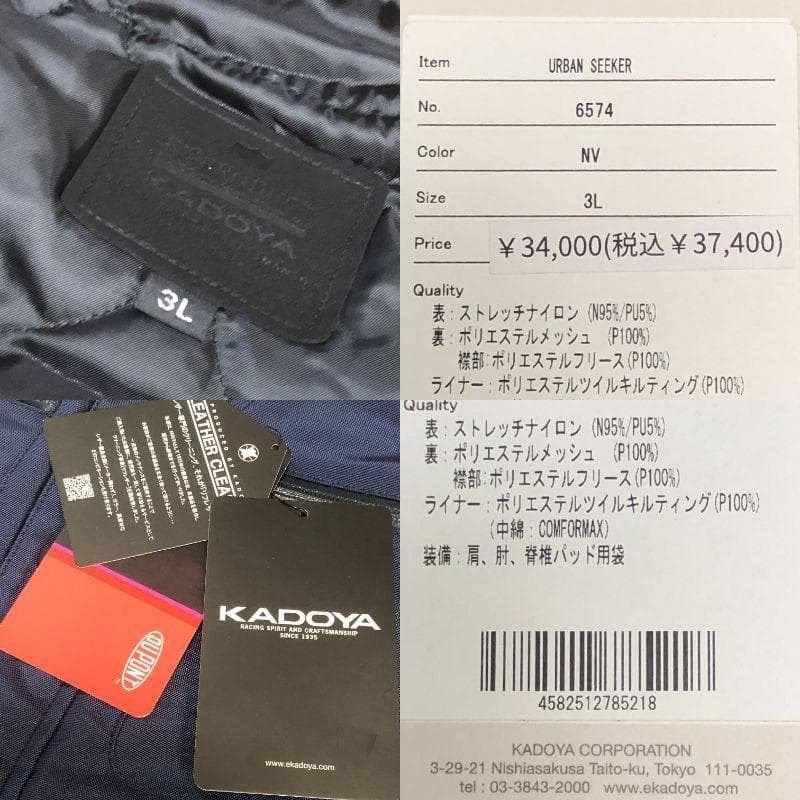 KADOYA
3L
Item URBAN SEEKER
No. 6574
Color NV
Size 3L
Price ¥34,000(税込¥37,400)
Quality
表:ストレッチナイロン (N95%/PU5%)
裏:ポリエステルメッシュ (P100%)
襟部:ポリエステルフリース(P100%)
ライナー:ポリエステルツイルキルティング(P100%)
LEATHER CLEA
DUPONT
KADOYA
RACING SPIRIT AND CRAFTSMANSHIP
SINCE 1935
www.ekadoya.com
Quality
表:ストレッチナイロン (N95%/PU5%)
裏:ポリエステルメッシュ (P100%)
襟部:ポリエステルフリース(P100%)
ライナー:ポリエステルツイルキルティング(P100%)
(中綿:COMFORMAX)
装備:肩、肘、脊椎パッド用袋
4582512785218
KADOYA CORPORATION
3-29-21 Nishiasakusa Taito-ku, Tokyo 111-0035
tel : 03-3843-2000 www.ekadoya.com